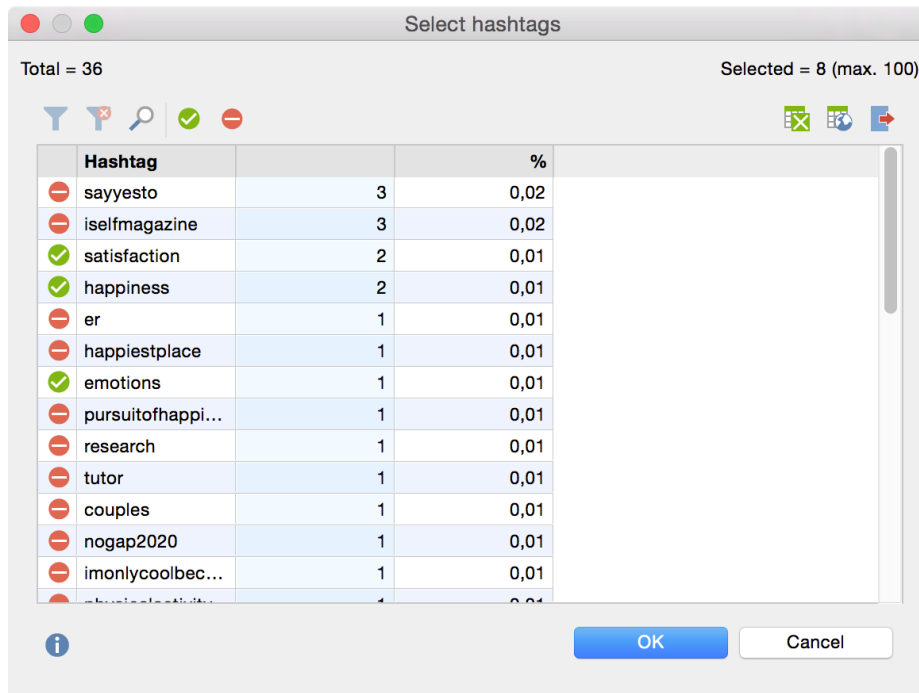 Select hashtags
Total = 36 Selected = 8 (max. 100)
Hashtag %
sayyesto 3 0,02
iselfmagazine 3 0,02
satisfaction 2 0,01
happiness 2 0,01
er 1 0,01
happiestplace 1 0,01
emotions 1 0,01
pursuitofhappi... 1 0,01
research 1 0,01
tutor 1 0,01
couples 1 0,01
nogap2020 1 0,01
imonlycoolbec... 1 0,01
OK Cancel